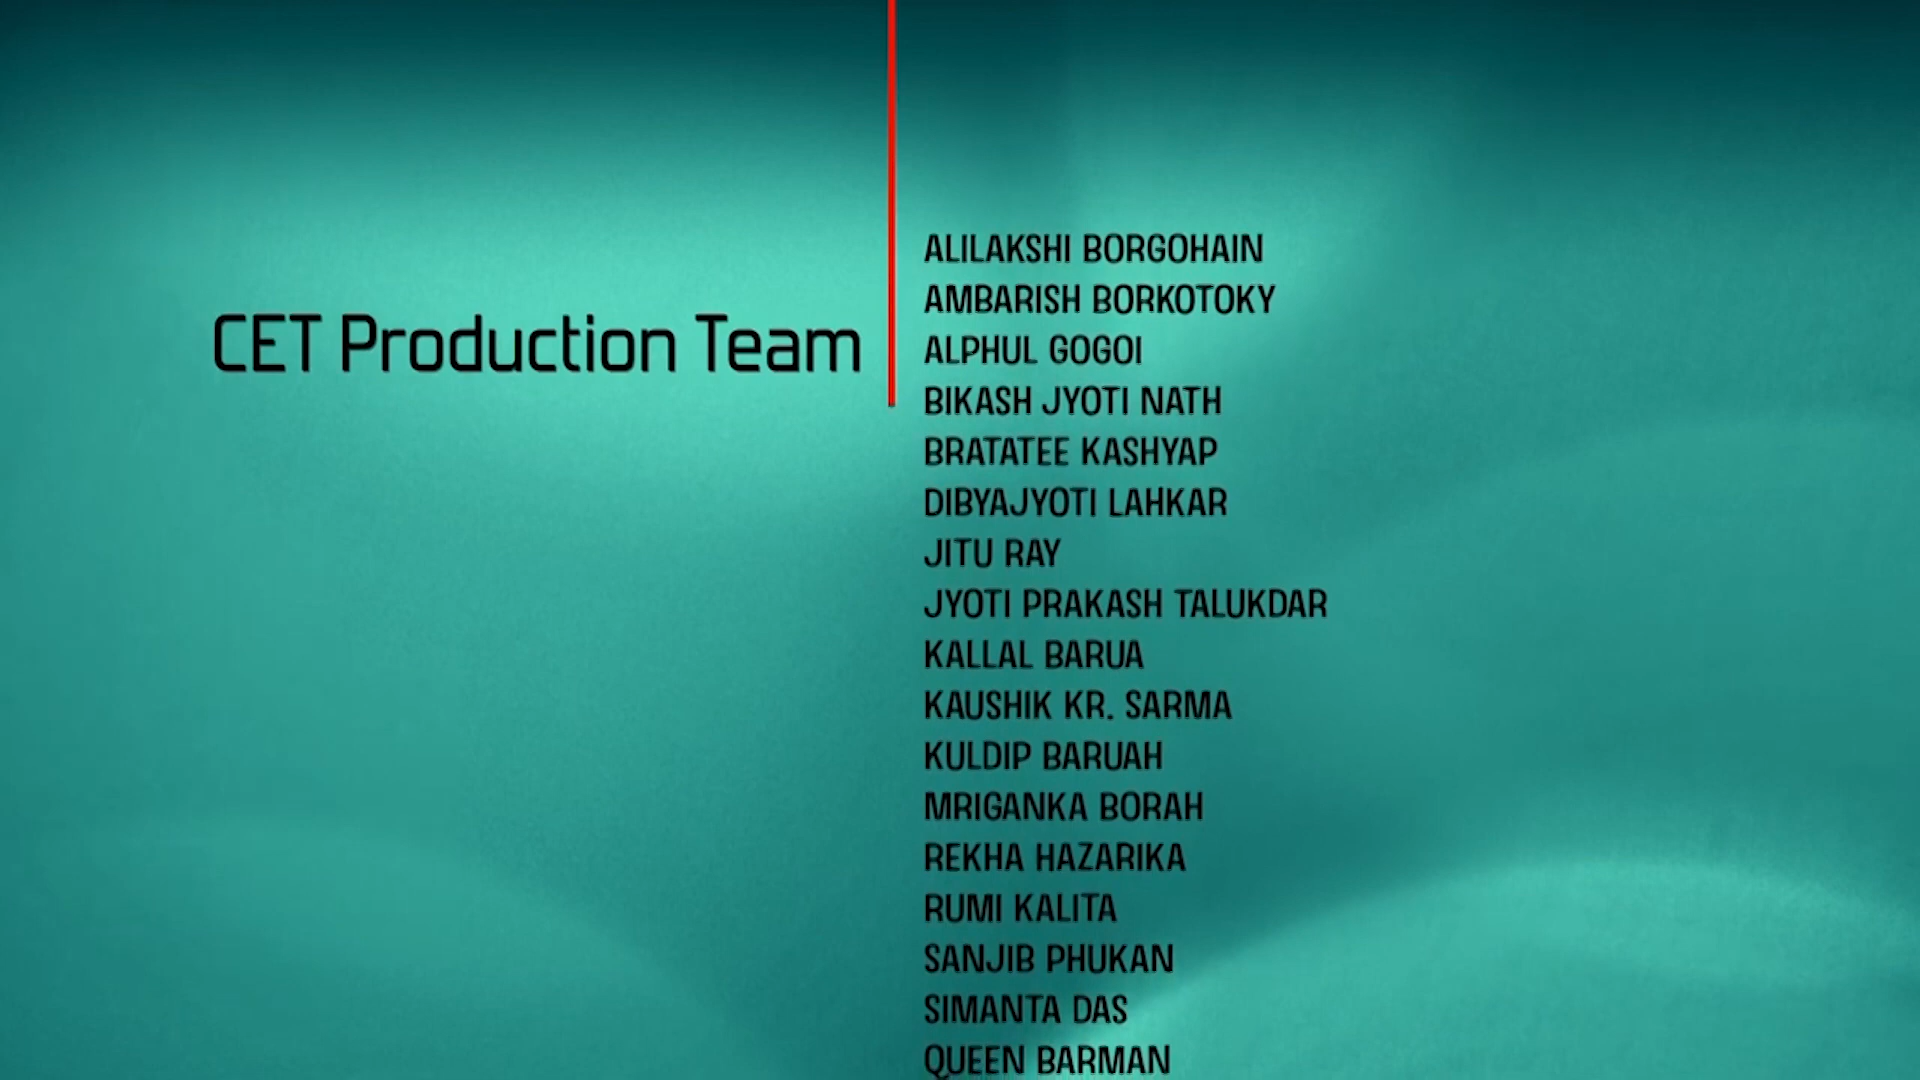 CET Production Team
ALILAKSHI BORGOHAIN
AMBARISH BORKOTOKY
ALPHUL GOGOI
BIKASH JYOTI NATH
BRATATEE KASHYAP
DIBYAJYOTI LAHKAR
JITU RAY
JYOTI PRAKASH TALUKDAR
KALLAL BARUA
KAUSHIK KR. SARMA
KULDIP BARUAH
MRIGANKA BORAH
REKHA HAZARIKA
RUMI KALITA
SANJIB PHUKAN
SIMANTA DAS
QUEEN BARMAN